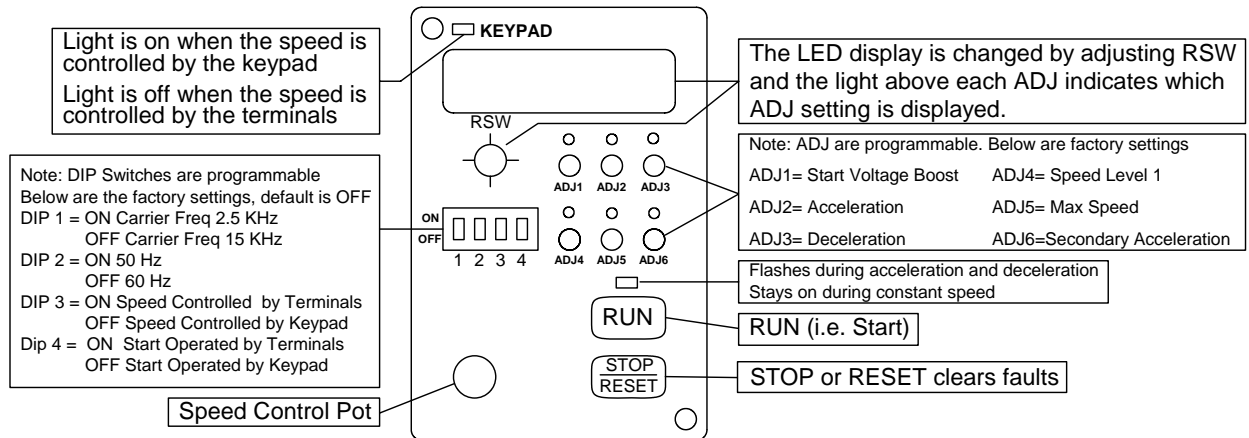 Light is on when the speed is
controlled by the keypad
Light is off when the speed is
controlled by the terminals
KEYPAD
The LED display is changed by adjusting RSW
and the light above each ADJ indicates which
ADJ setting is displayed.
RSW
ADJ1 ADJ2 ADJ3
ADJ4 ADJ5 ADJ6
Note: ADJ are programmable. Below are factory settings
ADJ1= Start Voltage Boost ADJ4= Speed Level 1
ADJ2= Acceleration ADJ5= Max Speed
ADJ3= Deceleration ADJ6=Secondary Acceleration
Note: DIP Switches are programmable
Below are the factory settings, default is OFF
DIP 1 = ON Carrier Freq 2.5 KHz
OFF Carrier Freq 15 KHz
DIP 2 = ON 50 Hz
OFF 60 Hz
DIP 3 = ON Speed Controlled by Terminals
OFF Speed Controlled by Keypad
Dip 4 = ON Start Operated by Terminals
OFF Start Operated by Keypad
ON
OFF
1 2 3 4
Flashes during acceleration and deceleration
Stays on during constant speed
RUN
RUN (i.e. Start)
STOP
RESET
STOP or RESET clears faults
Speed Control Pot